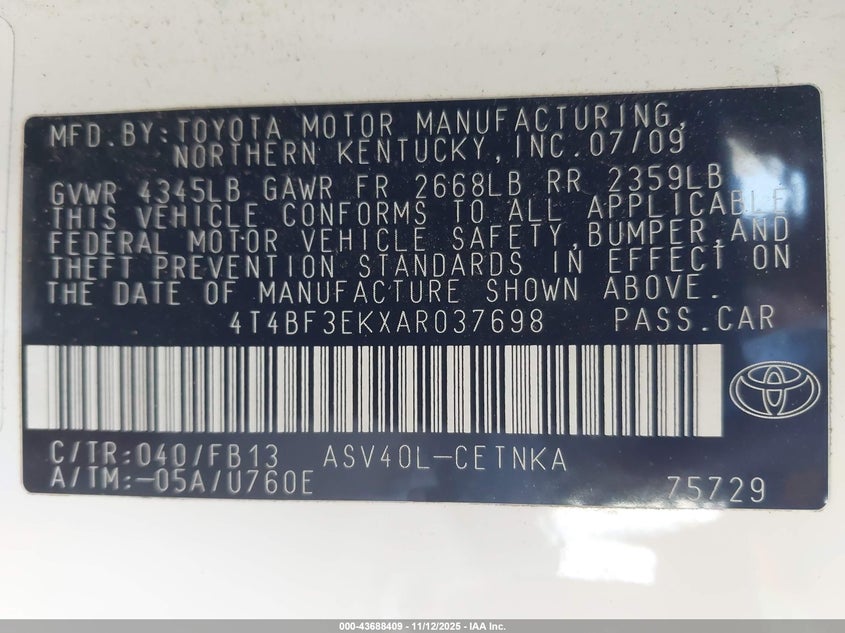 MFD.BY:TOYOTA MOTOR MANUFACTURING,
NORTHERN KENTUCKY,INC.07/09
GVWR 4345LB GAWR FR 2668LB RR 2359LB
THIS VEHICLE CONFORMS TO ALL APPLICABLE
FEDERAL MOTOR VEHICLE SAFETY,BUMPER,AND
THEFT PREVENTION STANDARDS IN EFFECT ON
THE DATE OF MANUFACTURE SHOWN ABOVE.
4T4BF3EKXAR037698 PASS.CAR
C/TR:040/FB13 ASV40L-CETNKA
A/TM:-05A/U760E 75729
000-43688409 - 11/12/2025 - IAA Inc.